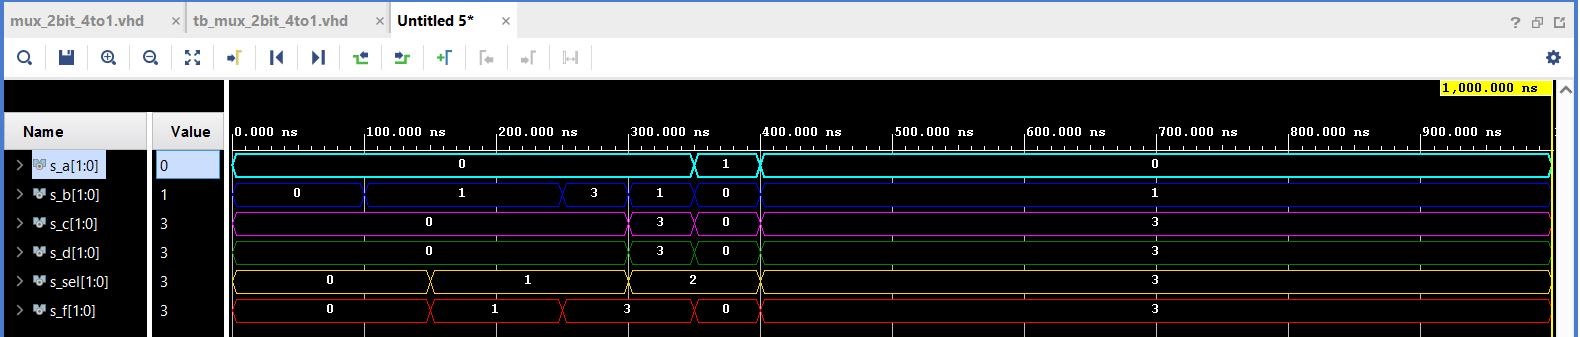 mux_2bit_4to1.vhd × tb_mux_2bit_4to1.vhd × Untitled 5* ×
?
1,000.000 ns
Name Value
0.000 ns 100.000 ns 200.000 ns 300.000 ns 400.000 ns 500.000 ns 600.000 ns 700.000 ns 800.000 ns 900.000 ns
s_a[1:0] 0 0 1 0
s_b[1:0] 1 0 1 3 1 0 1
s_c[1:0] 3 0 3 0 3
s_d[1:0] 3 0 3 0 3
s_sel[1:0] 3 0 1 2 3
s_f[1:0] 3 0 1 3 0 3